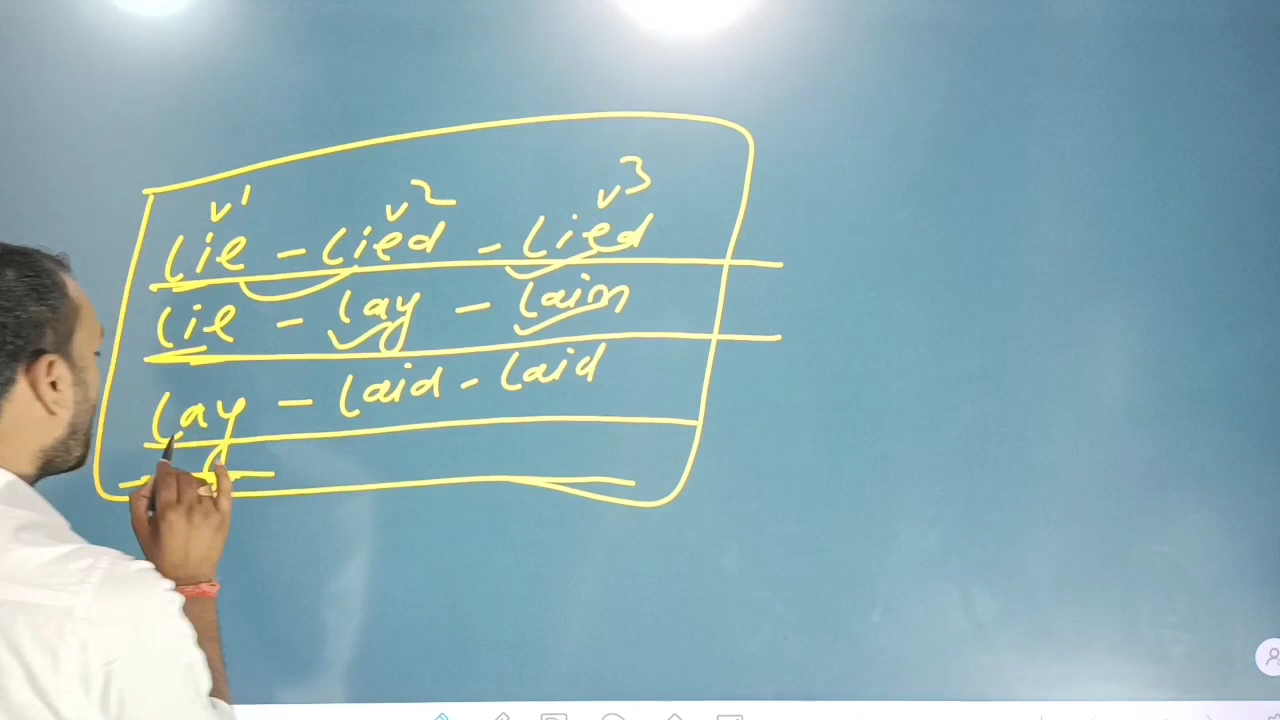 v1 v2 v3
Lie - Lied - Lied
Lie - Lay - Lain
Lay - Laid - Laid